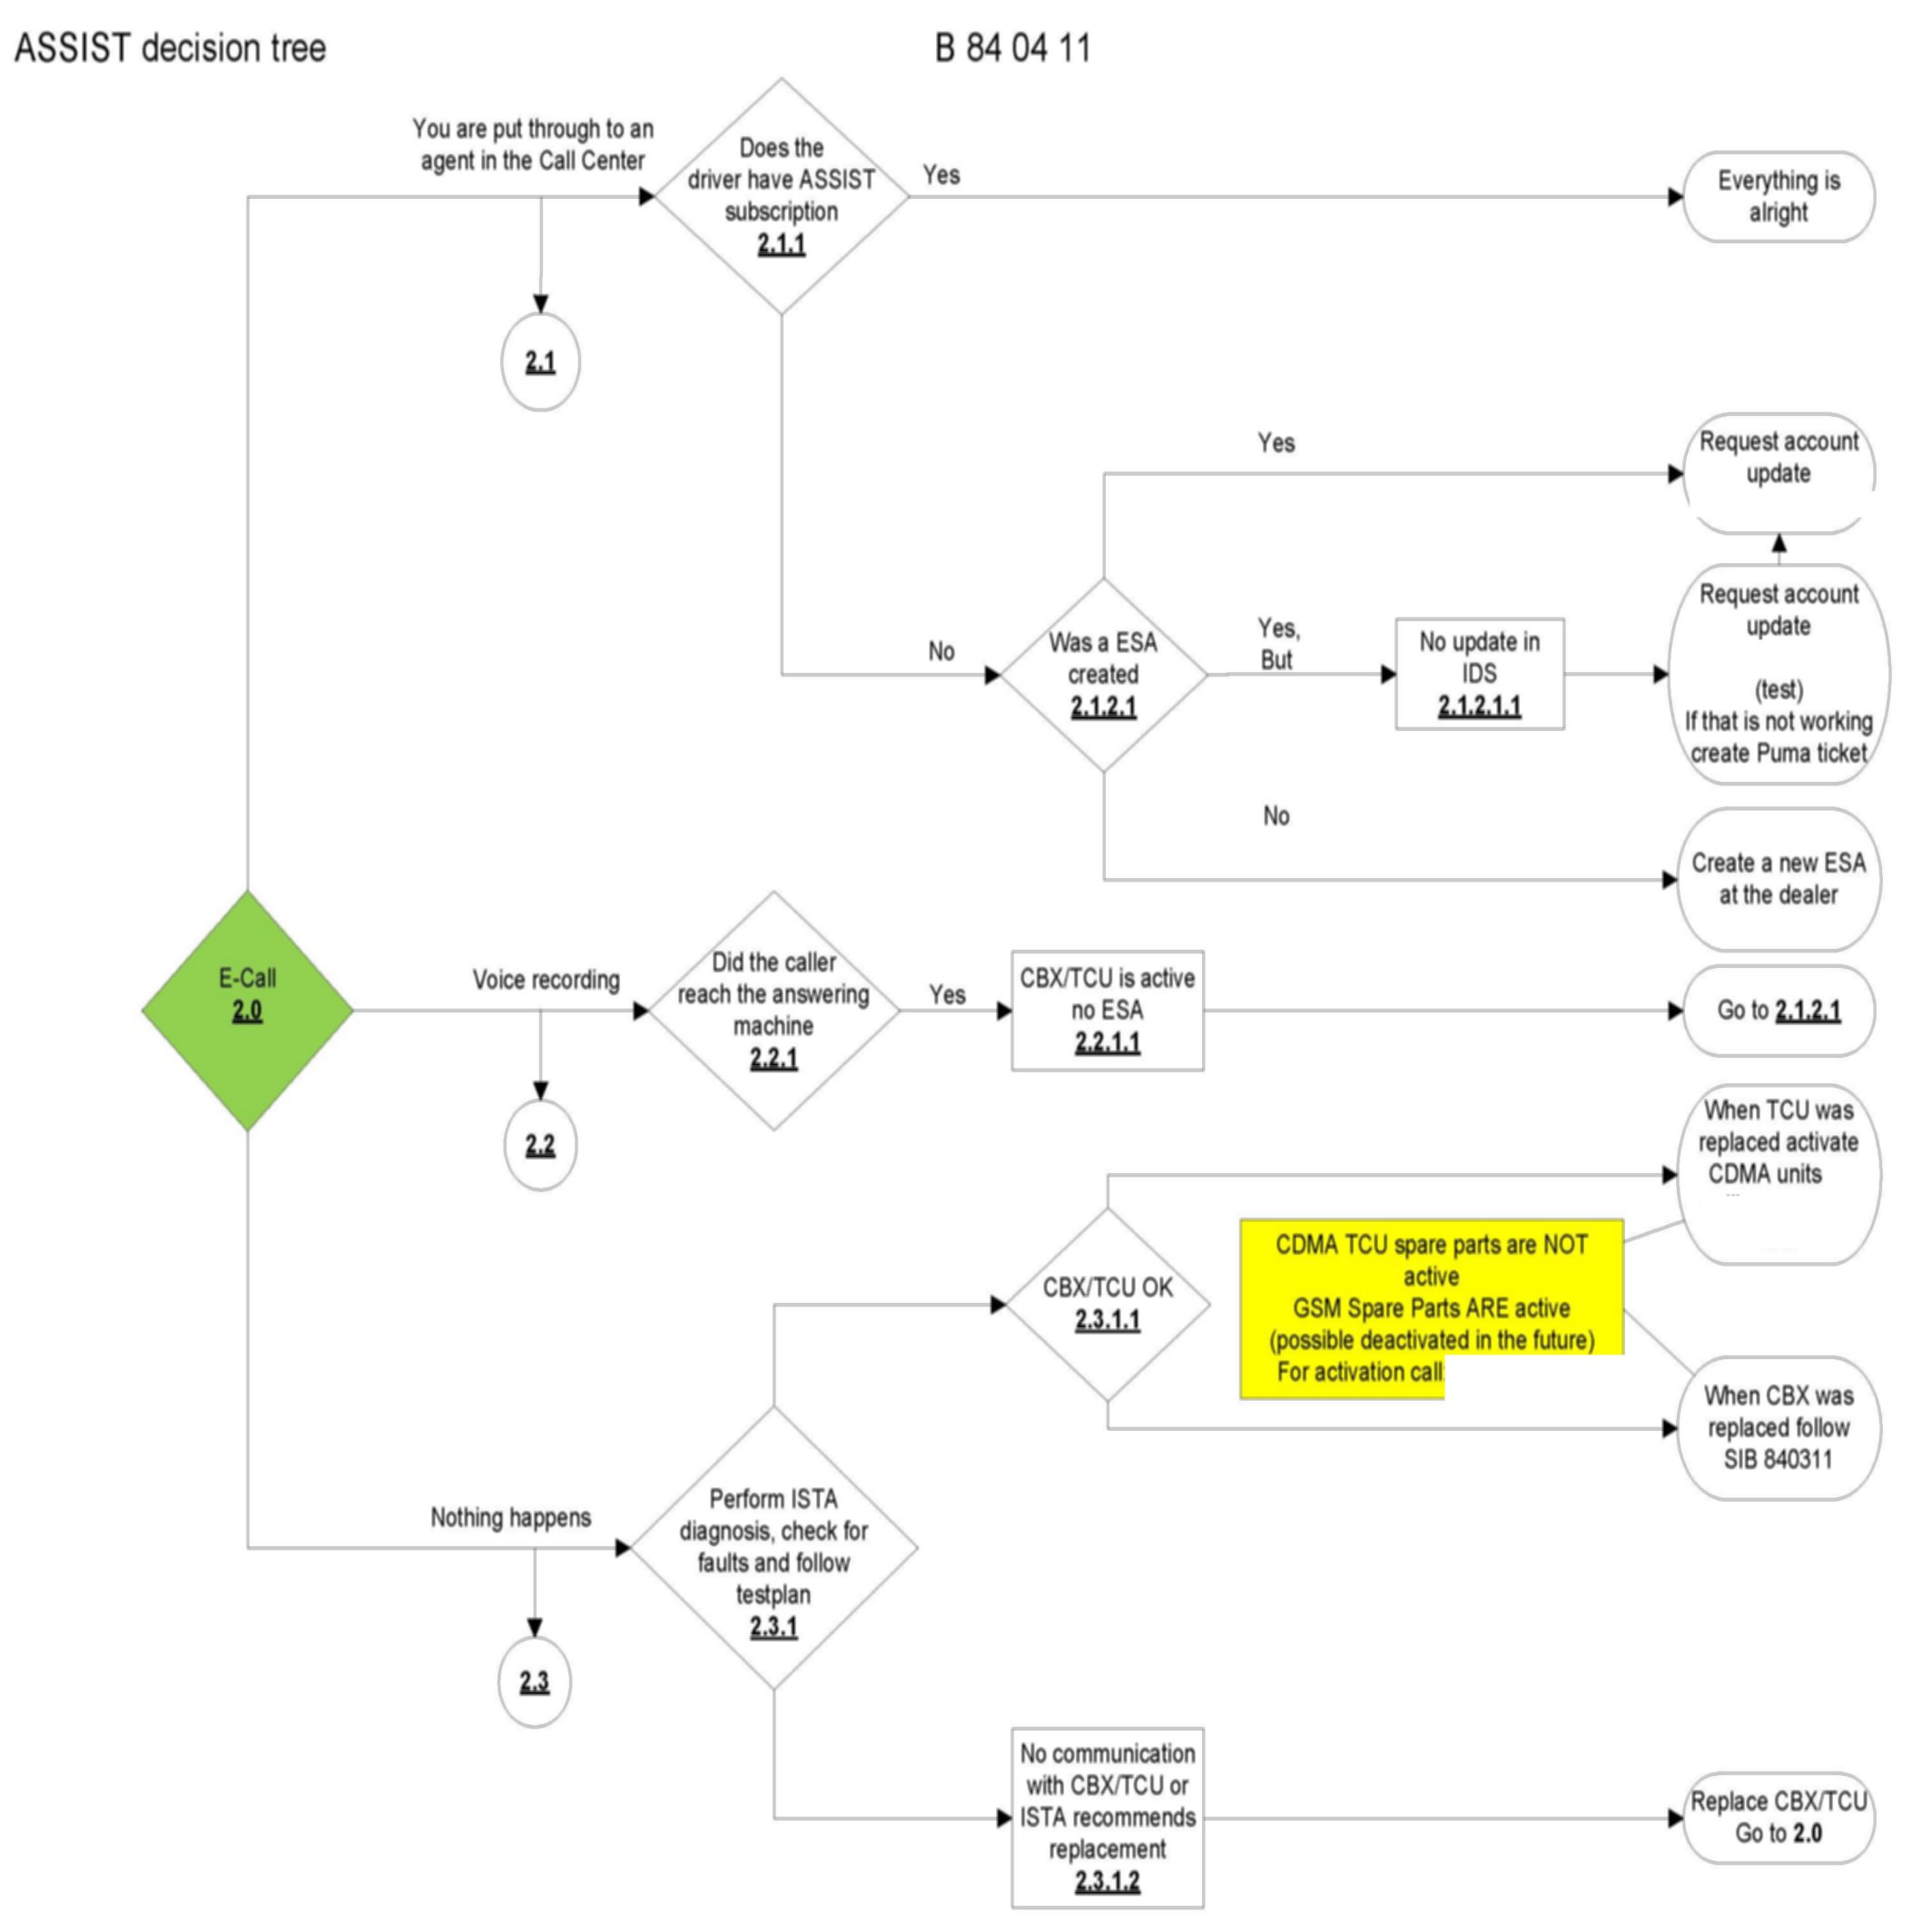 ASSIST decision tree
B 84 04 11
You are put through to an
agent in the Call Center
Does the
driver have ASSIST
subscription
2.1.1
Yes
Everything is
alright
2.1
Yes
Request account
update
No
Was a ESA
created
2.1.2.1
Yes,
But
No update in
IDS
2.1.2.1.1
Request account
update
(test)
If that is not working
create Puma ticket
No
Create a new ESA
at the dealer
E-Call
2.0
Voice recording
Did the caller
reach the answering
machine
2.2.1
Yes
CBX/TCU is active
no ESA
2.2.1.1
Go to 2.1.2.1
2.2
When TCU was
replaced activate
CDMA units
CBX/TCU OK
2.3.1.1
CDMA TCU spare parts are NOT
active
GSM Spare Parts ARE active
(possible deactivated in the future)
For activation call
When CBX was
replaced follow
SIB 840311
Nothing happens
Perform ISTA
diagnosis, check for
faults and follow
testplan
2.3.1
2.3
No communication
with CBX/TCU or
ISTA recommends
replacement
2.3.1.2
Replace CBX/TCU
Go to 2.0